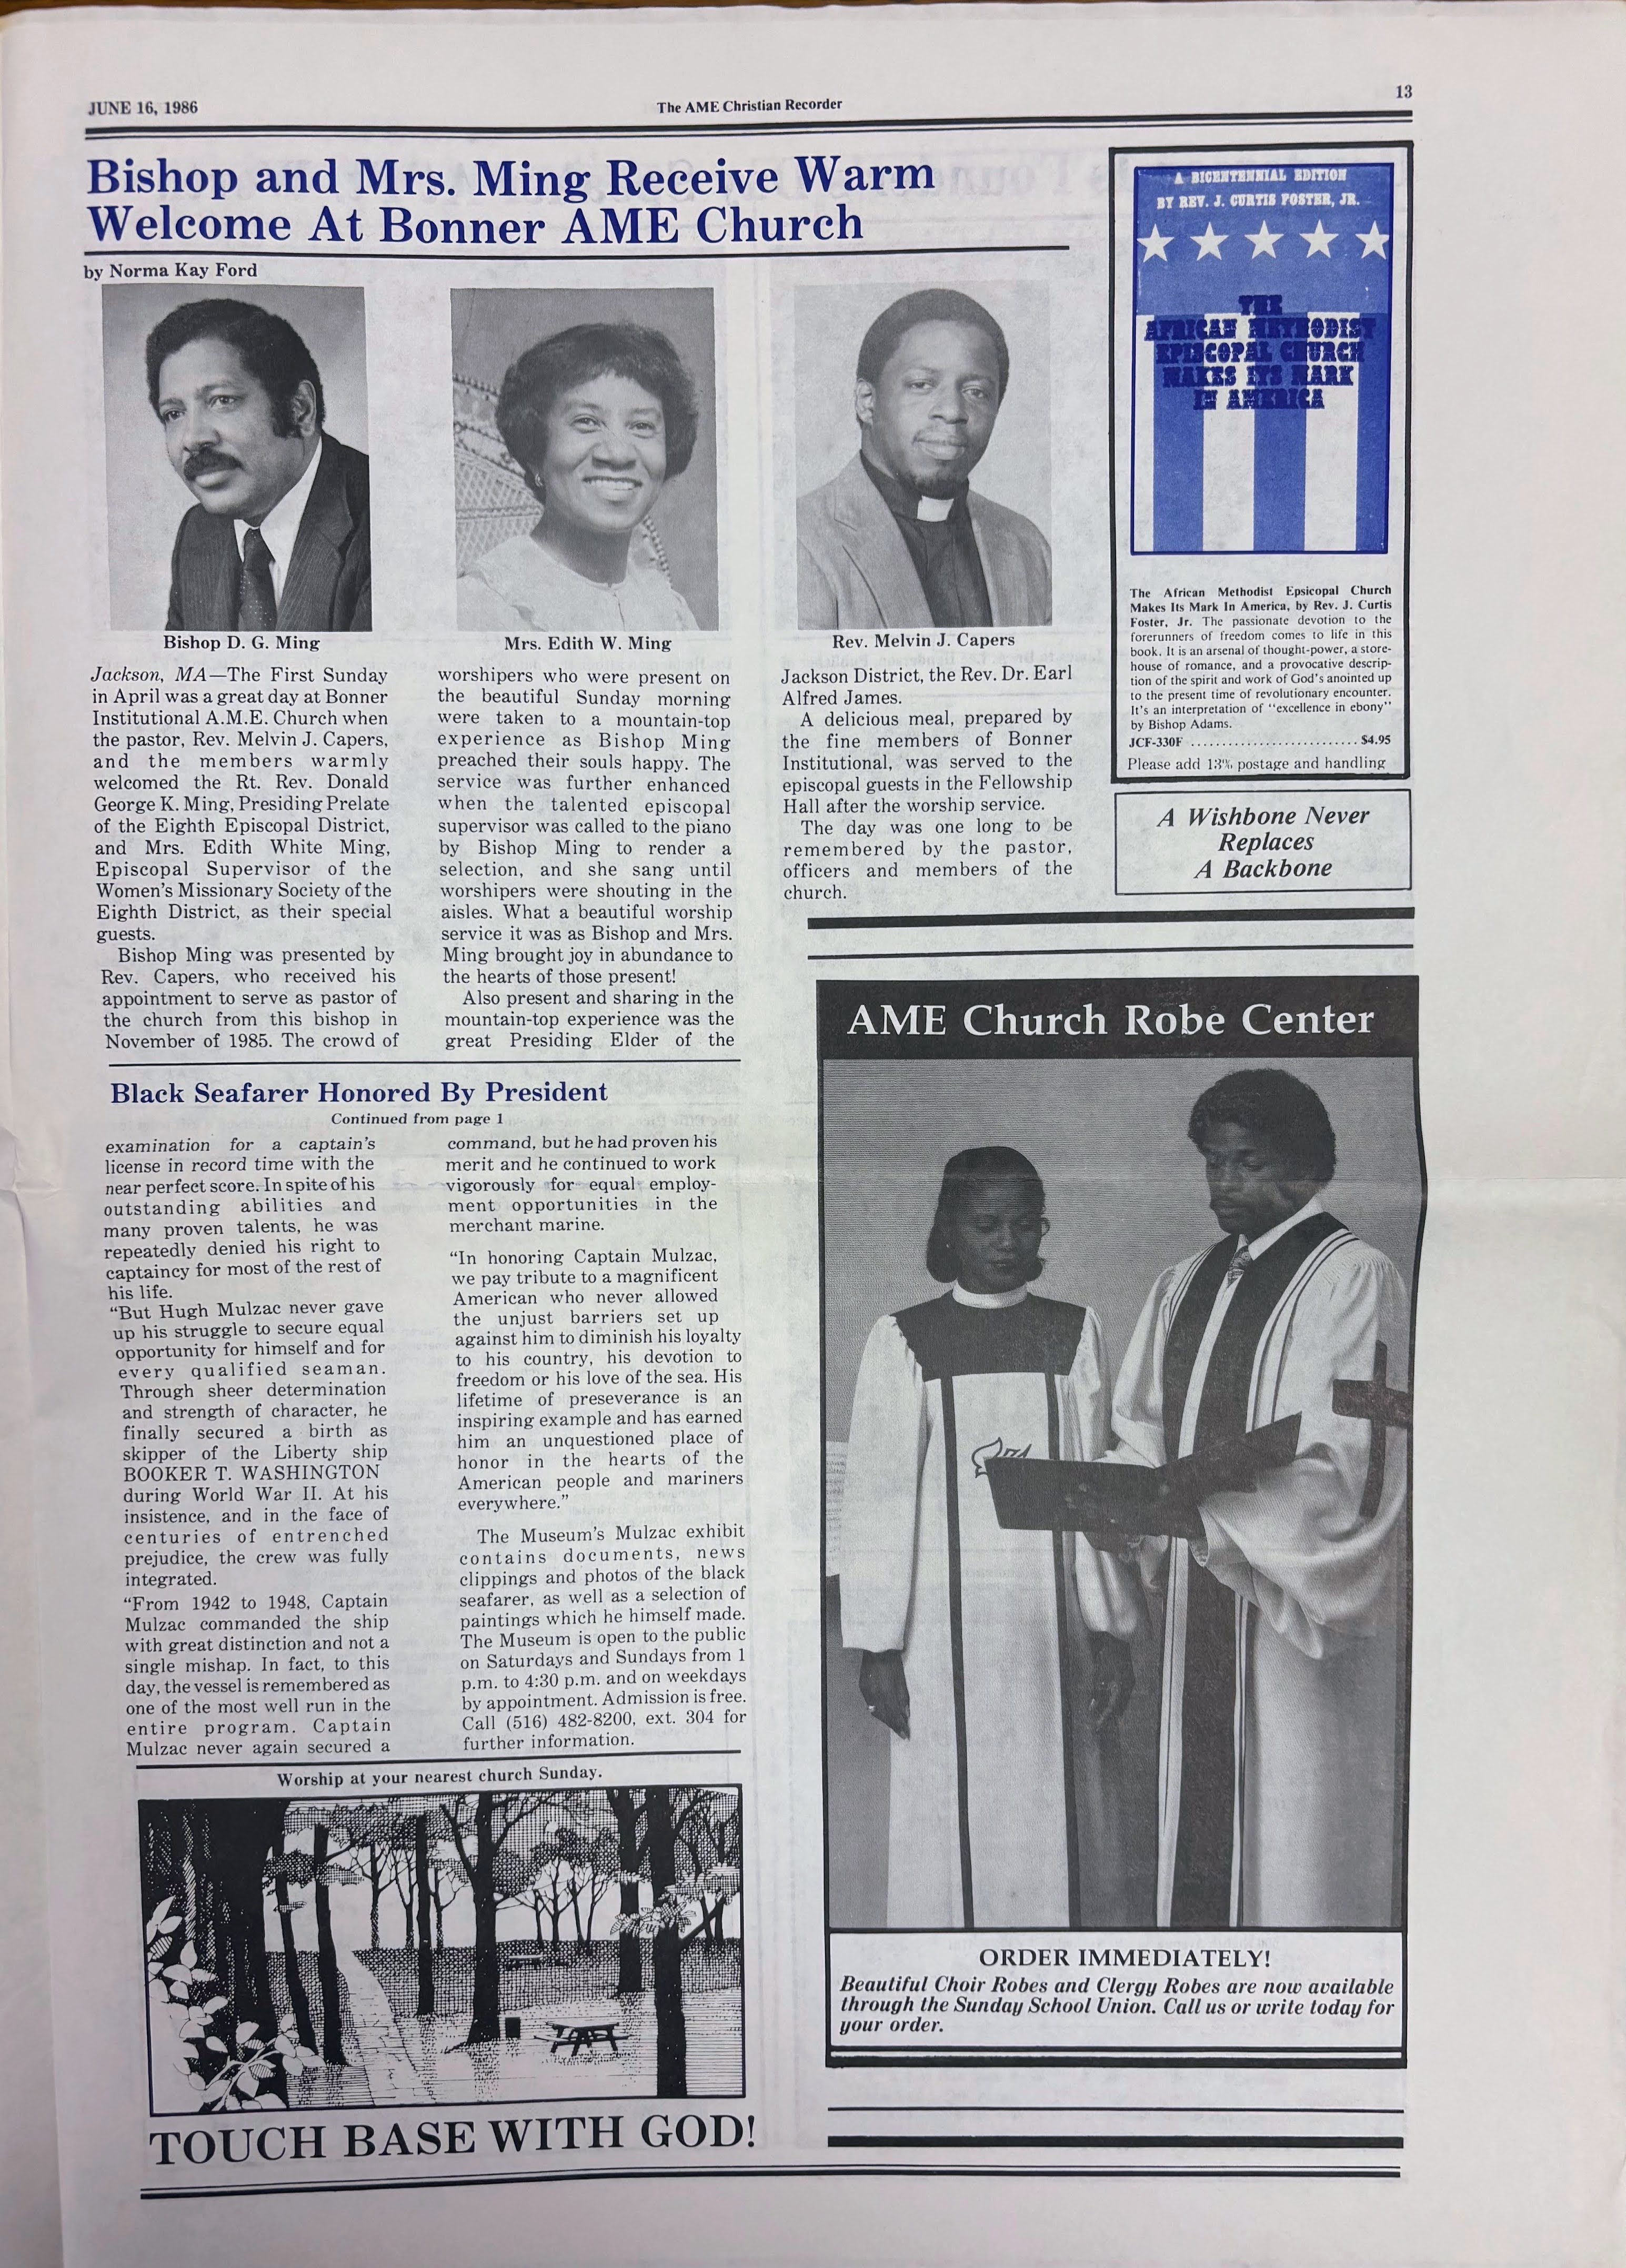 JUNE 16, 1986
The AME Christian Recorder
13
Bishop and Mrs. Ming Receive Warm
Welcome At Bonner AME Church
by Norma Kay Ford
Bishop D. G. Ming
Mrs. Edith W. Ming
Rev. Melvin J. Capers
Jackson, MA—The First Sunday
in April was a great day at Bonner
Institutional A.M.E. Church when
the pastor, Rev. Melvin J. Capers,
and the members warmly
welcomed the Rt. Rev. Donald
George K. Ming, Presiding Prelate
of the Eighth Episcopal District,
and Mrs. Edith White Ming,
Episcopal Supervisor of the
Women's Missionary Society of the
Eighth District, as their special
guests.
Bishop Ming was presented by
Rev. Capers, who received his
appointment to serve as pastor of
the church from this bishop in
November of 1985. The crowd of
worshipers who were present on
the beautiful Sunday morning
were taken to a mountain-top
experience as Bishop Ming
preached their souls happy. The
service was further enhanced
when the talented episcopal
supervisor was called to the piano
by Bishop Ming to render a
selection, and she sang until
worshipers were shouting in the
aisles. What a beautiful worship
service it was as Bishop and Mrs.
Ming brought joy in abundance to
the hearts of those present!
Also present and sharing in the
mountain-top experience was the
great Presiding Elder of the
Jackson District, the Rev. Dr. Earl
Alfred James.
A delicious meal, prepared by
the fine members of Bonner
Institutional, was served to the
episcopal guests in the Fellowship
Hall after the worship service.
The day was one long to be
remembered by the pastor,
officers and members of the
church.
A BICENTENNIAL EDITION
BY REV. J. CURTIS FOSTER, JR.
THE
AFRICAN METHODIST
EPISCOPAL CHURCH
MAKES ITS MARK
IN AMERICA
The African Methodist Epsicopal Church
Makes Its Mark In America, by Rev. J. Curtis
Foster, Jr. The passionate devotion to the
forerunners of freedom comes to life in this
book. It is an arsenal of thought-power, a store-
house of romance, and a provocative descrip-
tion of the spirit and work of God's anointed up
to the present time of revolutionary encounter.
It's an interpretation of "excellence in ebony"
by Bishop Adams.
JCF-330F .......................... $4.95
Please add 13% postage and handling
A Wishbone Never
Replaces
A Backbone
Black Seafarer Honored By President
Continued from page 1
examination for a captain's
license in record time with the
near perfect score. In spite of his
outstanding abilities and
many proven talents, he was
repeatedly denied his right to
captaincy for most of the rest of
his life.
"But Hugh Mulzac never gave
up his struggle to secure equal
opportunity for himself and for
every qualified seaman.
Through sheer determination
and strength of character, he
finally secured a birth as
skipper of the Liberty ship
BOOKER T. WASHINGTON
during World War II. At his
insistence, and in the face of
centuries of entrenched
prejudice, the crew was fully
integrated.
"From 1942 to 1948, Captain
Mulzac commanded the ship
with great distinction and not a
single mishap. In fact, to this
day, the vessel is remembered as
one of the most well run in the
entire program. Captain
Mulzac never again secured a
command, but he had proven his
merit and he continued to work
vigorously for equal employ-
ment opportunities in the
merchant marine.
"In honoring Captain Mulzac,
we pay tribute to a magnificent
American who never allowed
the unjust barriers set up
against him to diminish his loyalty
to his country, his devotion to
freedom or his love of the sea. His
lifetime of preseverance is an
inspiring example and has earned
him an unquestioned place of
honor in the hearts of the
American people and mariners
everywhere."
The Museum's Mulzac exhibit
contains documents, news
clippings and photos of the black
seafarer, as well as a selection of
paintings which he himself made.
The Museum is open to the public
on Saturdays and Sundays from 1
p.m. to 4:30 p.m. and on weekdays
by appointment. Admission is free.
Call (516) 482-8200, ext. 304 for
further information.
Worship at your nearest church Sunday.
TOUCH BASE WITH GOD!
AME Church Robe Center
ORDER IMMEDIATELY!
Beautiful Choir Robes and Clergy Robes are now available
through the Sunday School Union. Call us or write today for
your order.